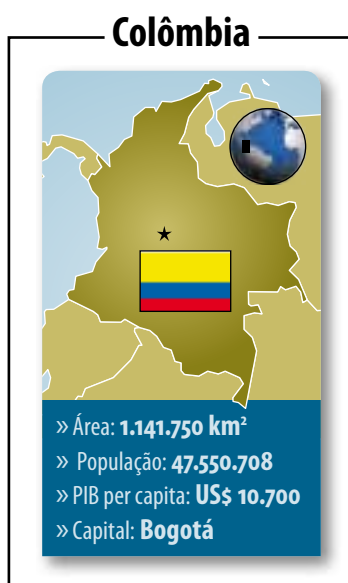 Colômbia
» Área: 1.141.750 km²
» População: 47.550.708
» PIB per capita: US$ 10.700
» Capital: Bogotá